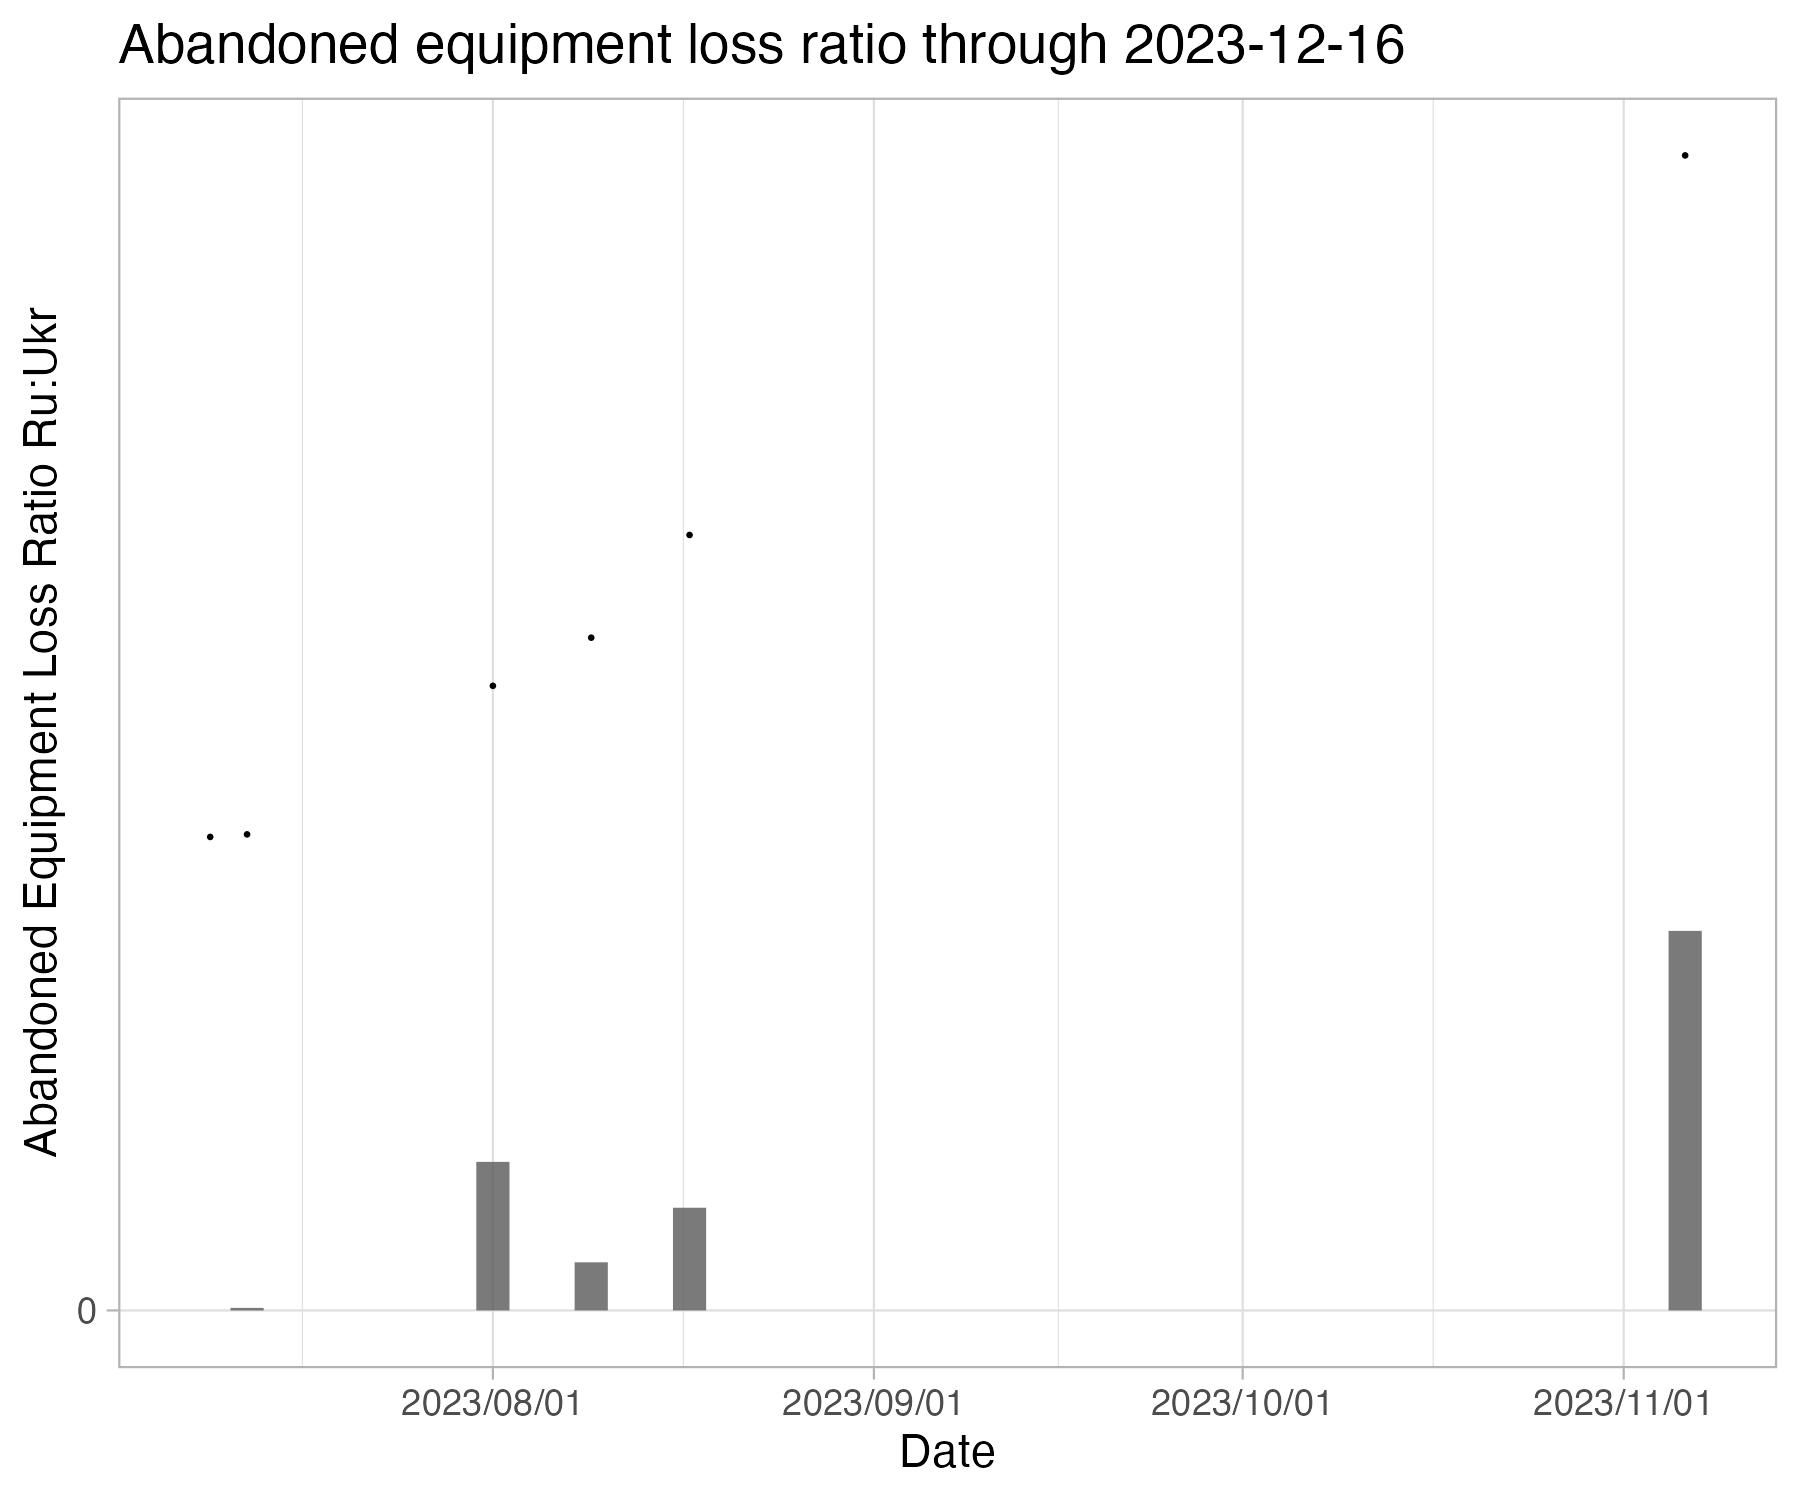 Abandoned equipment loss ratio through 2023-12-16
Abandoned Equipment Loss Ratio Ru:Ukr
0
2023/08/01
2023/09/01
2023/10/01
2023/11/01
Date